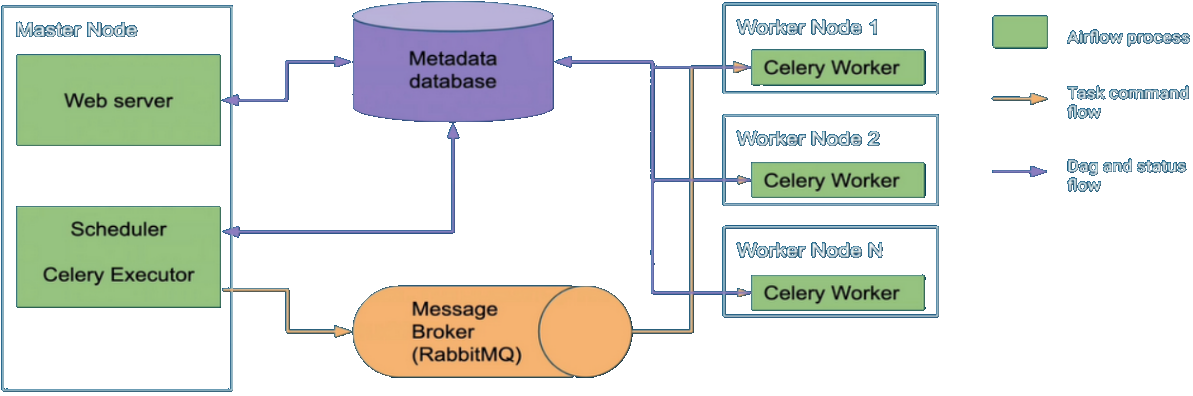 Master Node
Web server
Scheduler
Celery Executor
Metadata
database
Message
Broker
(RabbitMQ)
Worker Node 1
Celery Worker
Worker Node 2
Celery Worker
Worker Node N
Celery Worker
Airflow process
Task command
flow
Dag and status
flow